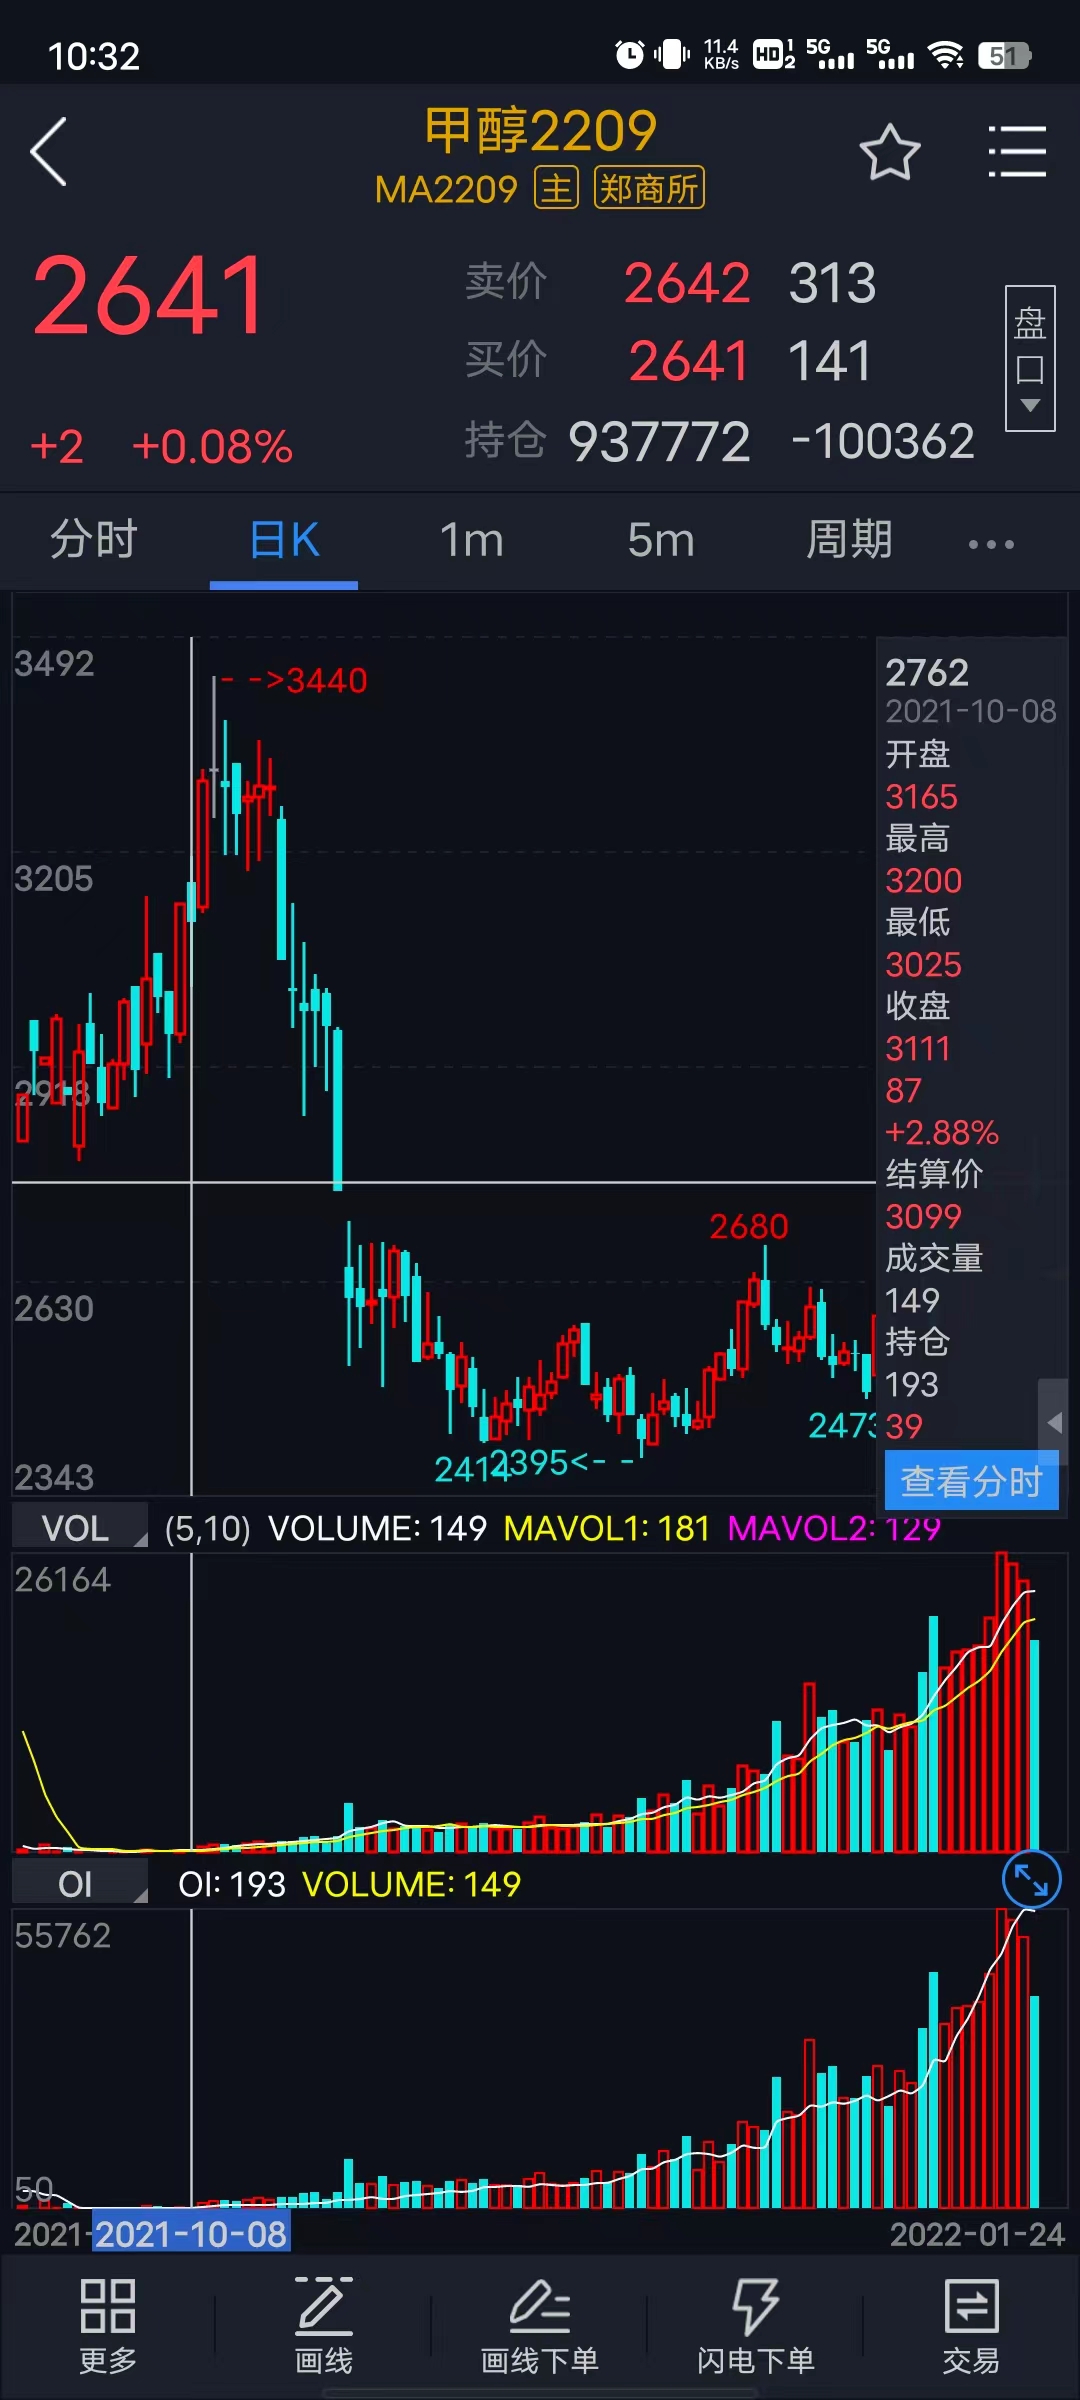 10:32
11.4 KB/s HD 1 2 5G 5G 51
甲醇2209
MA2209 主 郑商所
2641
卖价 2642 313
买价 2641 141
+2 +0.08% 持仓 937772 -100362
盘口
分时 日K 1m 5m 周期 ...
3492
- ->3440
3205
2918
2630
2343
2680
2414
2395<- -
2473
2762
2021-10-08
开盘
3165
最高
3200
最低
3025
收盘
3111
87
+2.88%
结算价
3099
成交量
149
持仓
193
39
查看分时
VOL (5,10) VOLUME: 149 MAVOL1: 181 MAVOL2: 129
26164
OI OI: 193 VOLUME: 149
55762
50
2021- 2021-10-08 2022-01-24
更多 画线 画线下单 闪电下单 交易